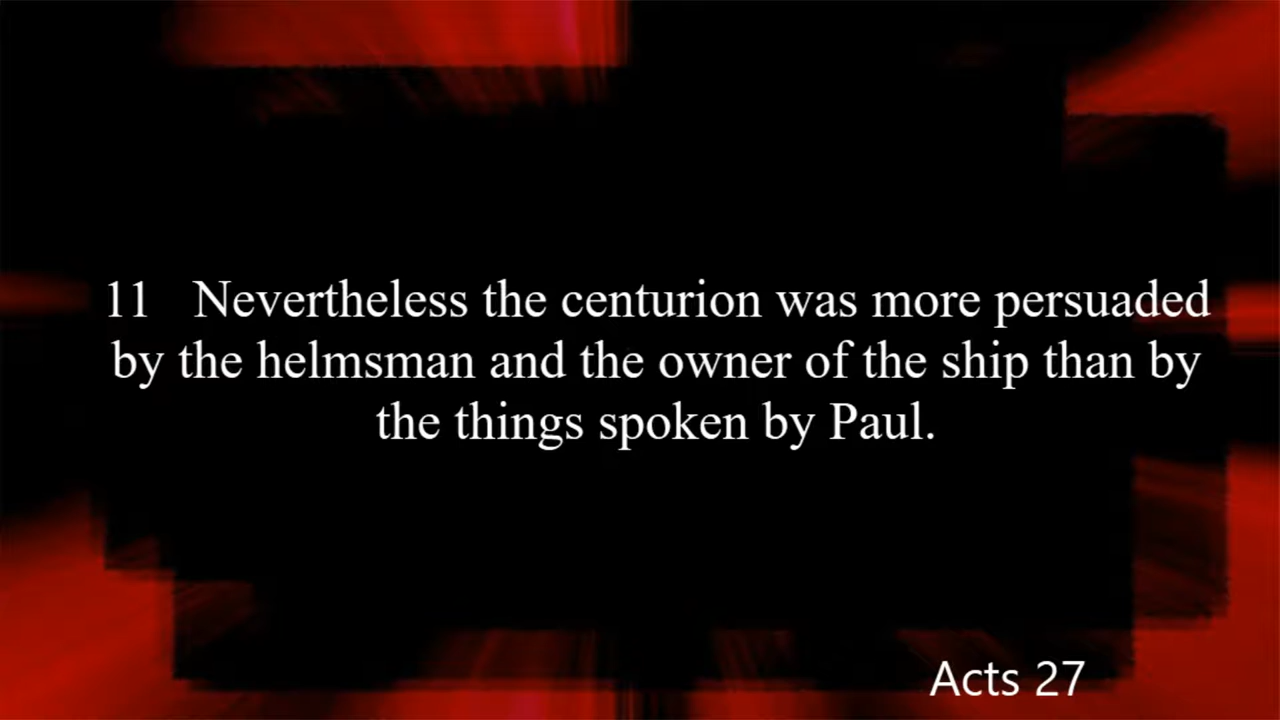 11 Nevertheless the centurion was more persuaded
by the helmsman and the owner of the ship than by
the things spoken by Paul.
Acts 27